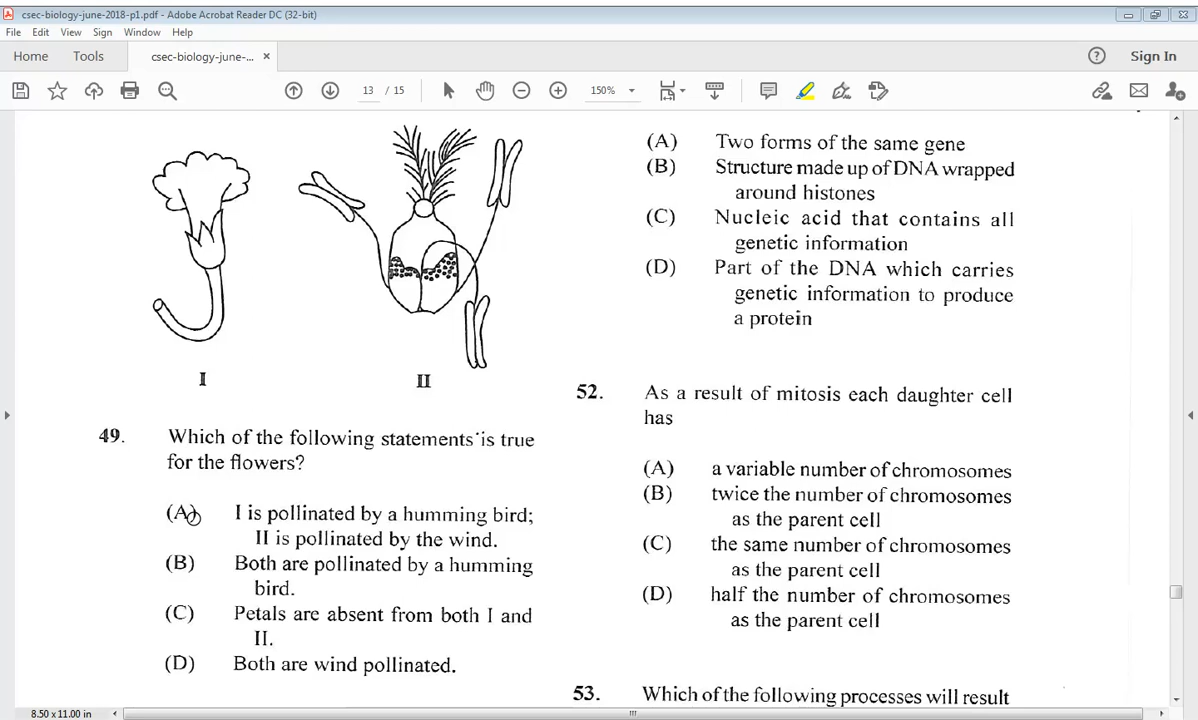 csec-biology-june-2018-p1.pdf - Adobe Acrobat Reader DC (32-bit)
File Edit View Sign Window Help
Home Tools csec-biology-june-... × Sign In
13 / 15 150%
I
II
49. Which of the following statements is true
for the flowers?
(A) I is pollinated by a humming bird;
II is pollinated by the wind.
(B) Both are pollinated by a humming
bird.
(C) Petals are absent from both I and
II.
(D) Both are wind pollinated.
(A) Two forms of the same gene
(B) Structure made up of DNA wrapped
around histones
(C) Nucleic acid that contains all
genetic information
(D) Part of the DNA which carries
genetic information to produce
a protein
52. As a result of mitosis each daughter cell
has
(A) a variable number of chromosomes
(B) twice the number of chromosomes
as the parent cell
(C) the same number of chromosomes
as the parent cell
(D) half the number of chromosomes
as the parent cell
53. Which of the following processes will result
8.50 x 11.00 in